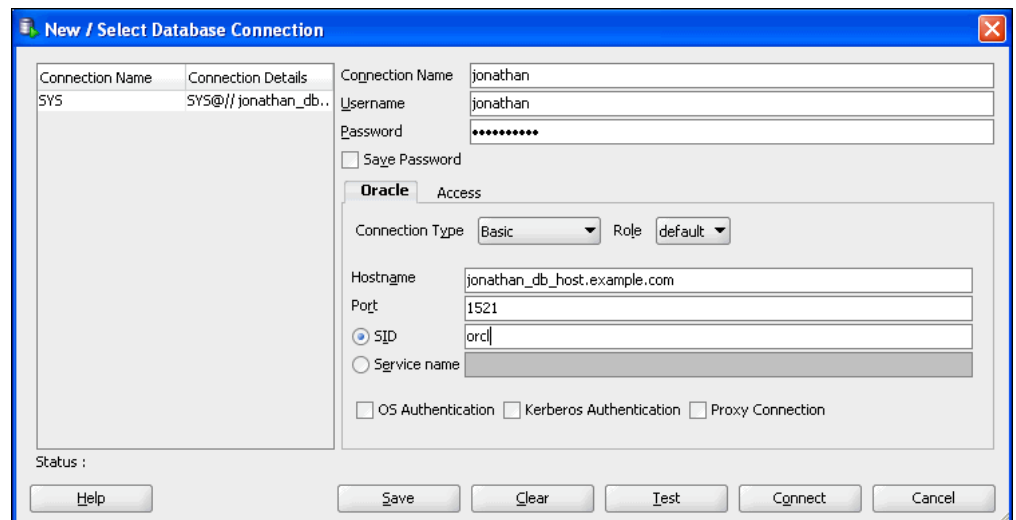 New / Select Database Connection
Connection Name Connection Details
SYS SYS@// jonathan_db..
Connection Name jonathan
Username jonathan
Password ••••••••••
Save Password
Oracle Access
Connection Type Basic Role default
Hostname jonathan_db_host.example.com
Port 1521
SID orcl
Service name
OS Authentication Kerberos Authentication Proxy Connection
Status :
Help Save Clear Test Connect Cancel